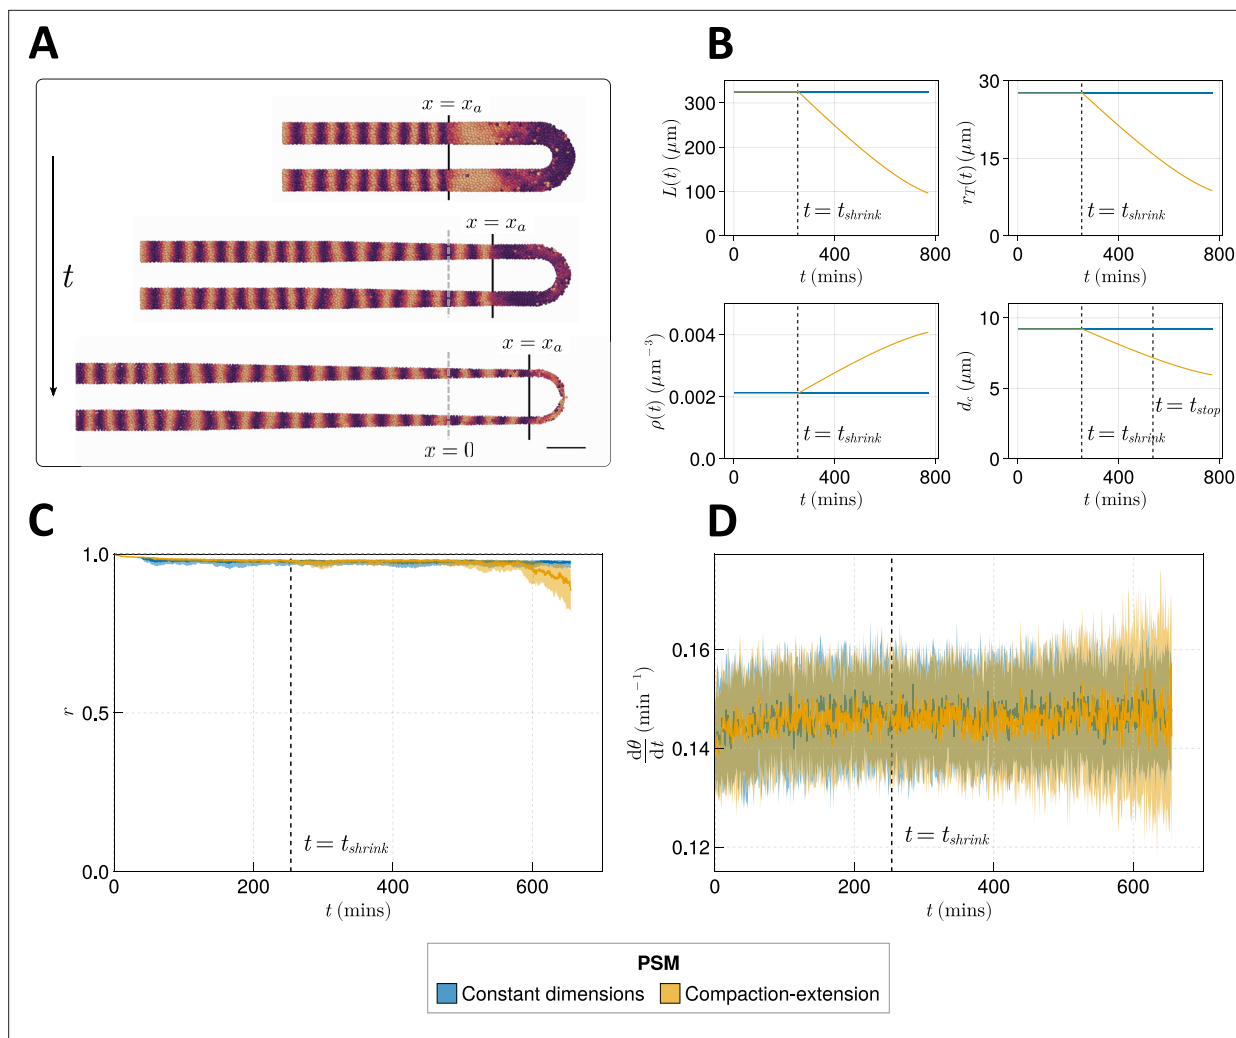 A
x = x_a
x = x_a
t
x = x_a
x = 0
B
300
200
100
0
L(t) (μm)
t = t_shrink
0
400
800
t (mins)
30
15
0
r_T(t) (μm)
t = t_shrink
0
400
800
t (mins)
0.004
0.002
0.0
ρ(t) (μm⁻³)
t = t_shrink
0
400
800
t (mins)
10
5
0
d_c (μm)
t = t_stop
t = t_shrink
0
400
800
t (mins)
C
1.0
0.5
0.0
r
t = t_shrink
0
200
400
600
t (mins)
D
0.16
0.14
0.12
dθ/dt (min⁻¹)
t = t_shrink
0
200
400
600
t (mins)
PSM
Constant dimensions
Compaction-extension